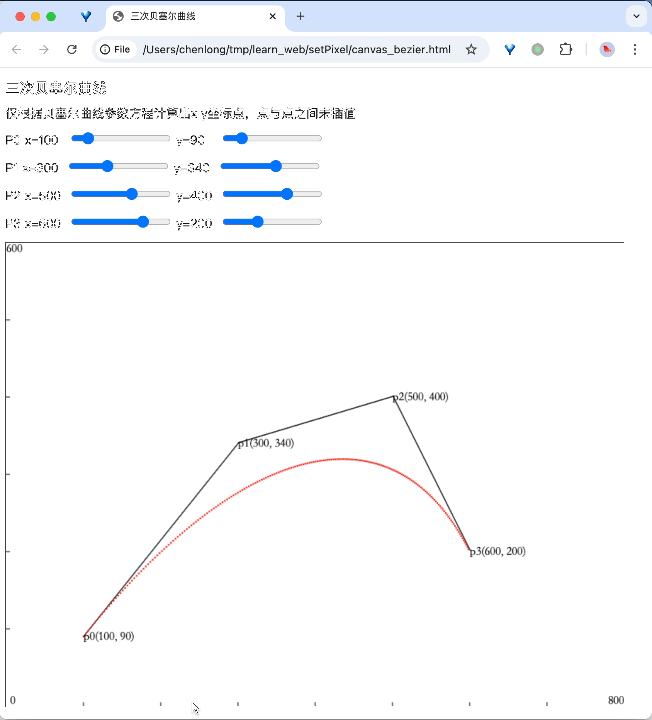 三次贝塞尔曲线
File /Users/chenlong/tmp/learn_web/setPixel/canvas_bezier.html
三次贝塞尔曲线
仅根据贝塞尔曲线参数方程计算出x y坐标点，点与点之间未插值
P0 x=100 y=90
P1 x=300 y=340
P2 x=500 y=400
P3 x=600 y=200
600
p2(500, 400)
p1(300, 340)
p3(600, 200)
p0(100, 90)
0 800